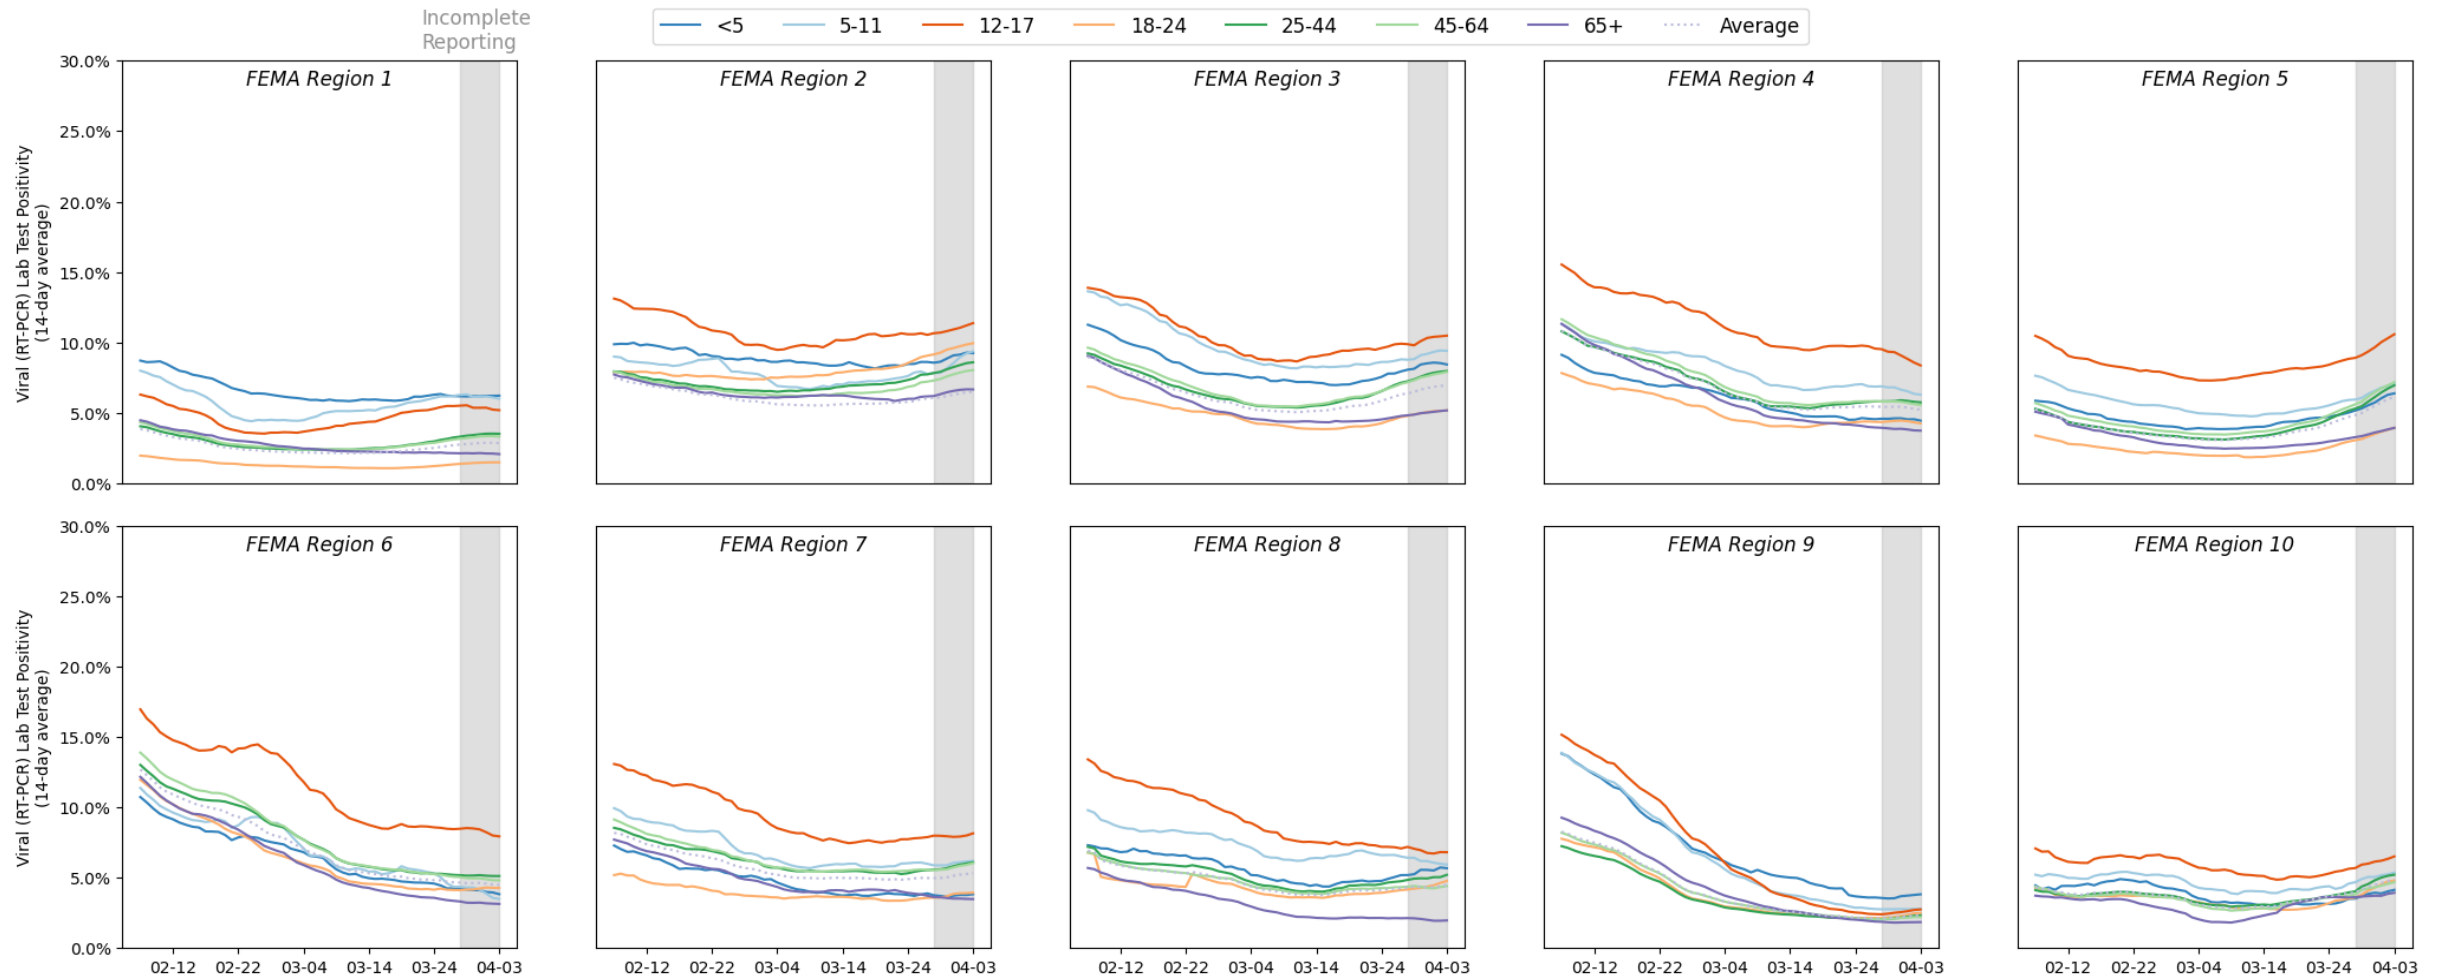 Incomplete
Reporting
<5 5-11 12-17 18-24 25-44 45-64 65+ Average
FEMA Region 1 FEMA Region 2 FEMA Region 3 FEMA Region 4 FEMA Region 5
Viral (RT-PCR) Lab Test Positivity
(14-day average)
30.0%
25.0%
20.0%
15.0%
10.0%
5.0%
0.0%
FEMA Region 6 FEMA Region 7 FEMA Region 8 FEMA Region 9 FEMA Region 10
Viral (RT-PCR) Lab Test Positivity
(14-day average)
30.0%
25.0%
20.0%
15.0%
10.0%
5.0%
0.0%
02-12 02-22 03-04 03-14 03-24 04-03 02-12 02-22 03-04 03-14 03-24 04-03 02-12 02-22 03-04 03-14 03-24 04-03 02-12 02-22 03-04 03-14 03-24 04-03 02-12 02-22 03-04 03-14 03-24 04-03